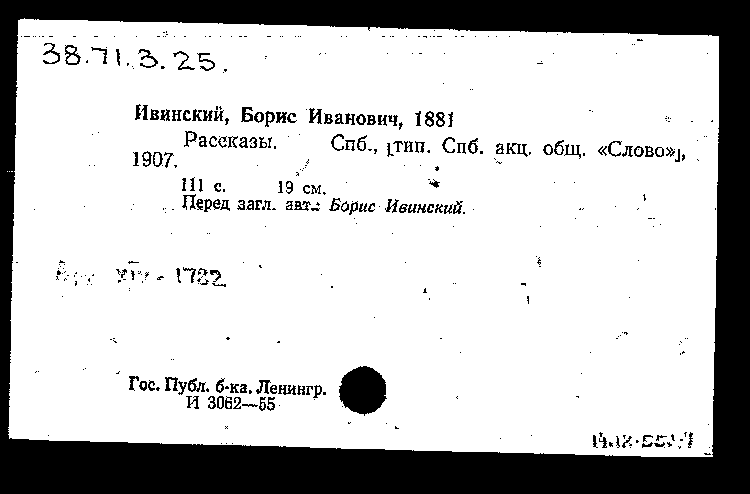 38.71.3.25.
Ивинский, Борис Иванович, 1881
Рассказы. Спб., [тип. Спб. акц. общ. «Слово»],
1907.
111 с. 19 см.
Перед загл. авт.: Борис Ивинский.
XIV - 1782
Гос. Публ. б-ка. Ленингр.
И 3062—55